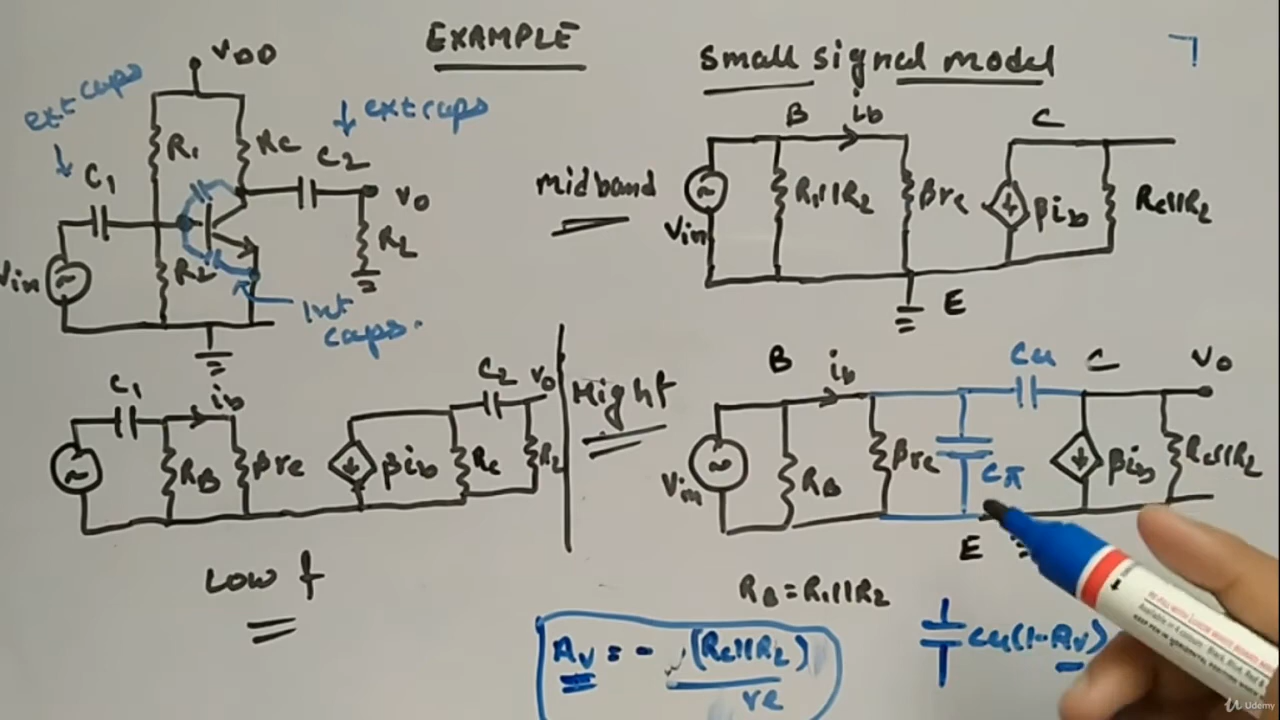 EXAMPLE
VDD
ext caps
R1
RC
ext caps
C2
C1
Vo
RL
R2
Vin
Int caps.
Small signal model
midband
B
ib
C
Vin
R1||R2
βre
βib
RC||RL
E
C1
ib
C2
Vo
RB
βre
βib
RC
RL
Low f
High f
B
ib
Cu
C
Vo
Vin
RB
βre
Cπ
βib
RC||RL
E
RB = R1||R2
Av = - (RC||RL)
re
Cu(1-Av)
Udemy